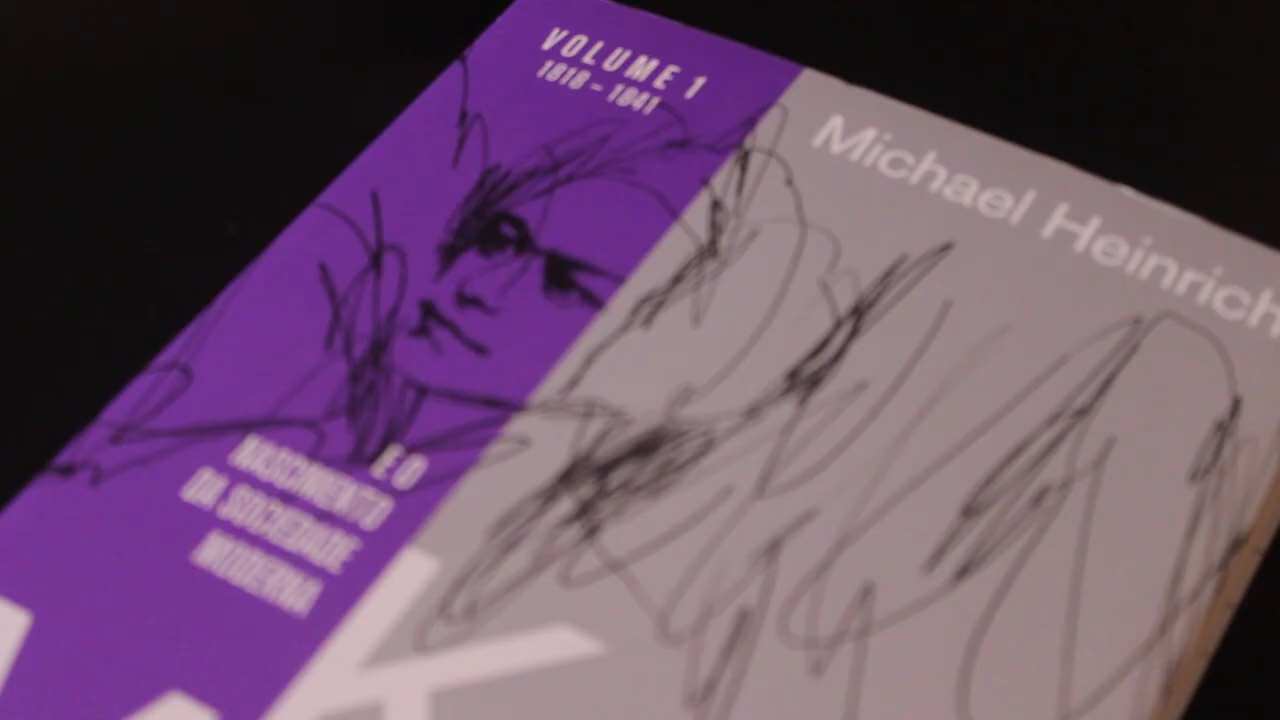 VOLUME 1
1818 – 1841
Michael Heinrich
E O
NASCIMENTO
DA SOCIEDADE
MODERNA